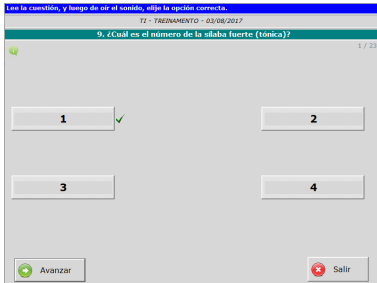 Lee la cuestión, y luego de oír el sonido, elije la opción correcta.
TI - TREINAMENTO - 03/08/2017
9. ¿Cuál es el número de la sílaba fuerte (tónica)?
1 / 23
1
2
3
4
Avanzar
Salir